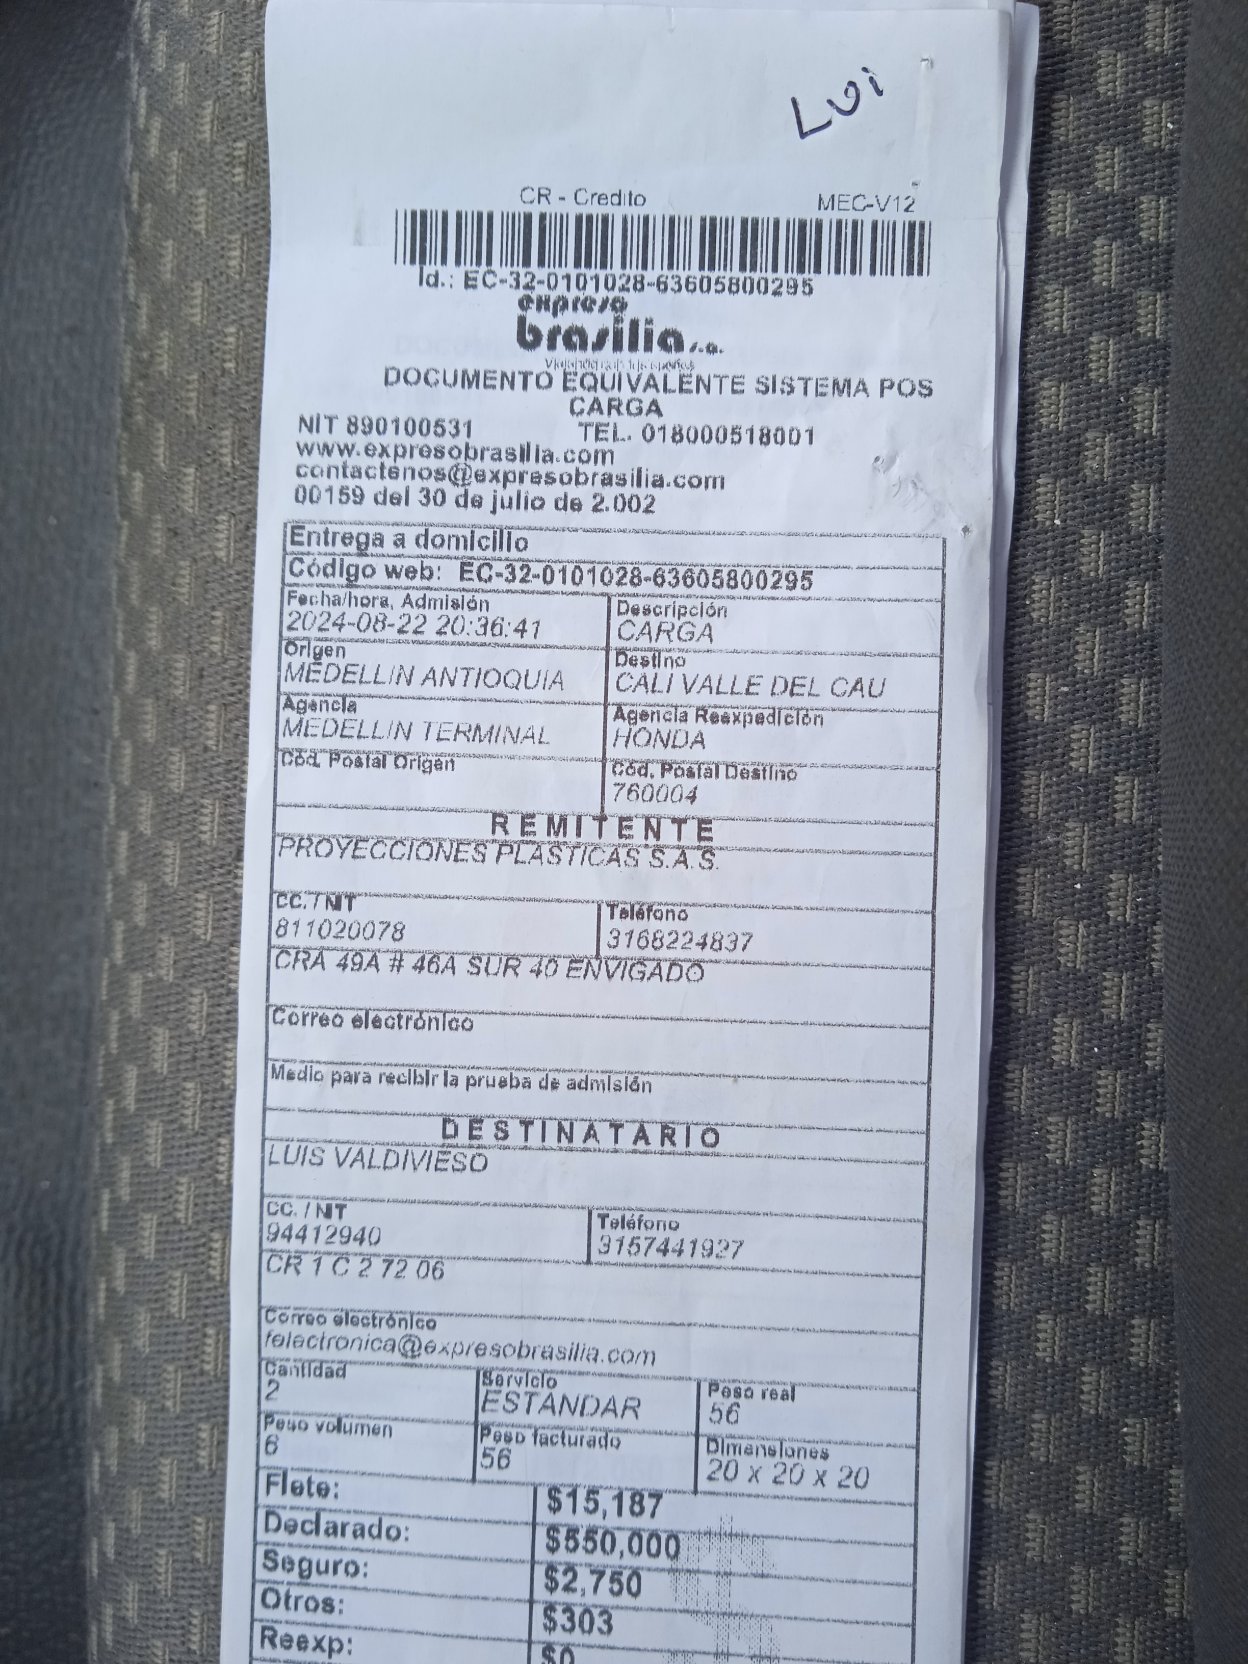 LUI
CR - Credito MEC-V12
Id.: EC-32-0101028-63605800295
expreso
brasilia s.a.
DOCUMENTO EQUIVALENTE SISTEMA POS
CARGA
NIT 890100531 TEL. 018000518001
www.expresobrasilia.com
contactenos@expresobrasilia.com
00159 del 30 de julio de 2.002
Entrega a domicilio
Código web: EC-32-0101028-63605800295
Fecha/hora, Admisión Descripción
2024-08-22 20:36:41 CARGA
Origen Destino
MEDELLIN ANTIOQUIA CALI VALLE DEL CAU
Agencia Agencia Reexpedición
MEDELLIN TERMINAL HONDA
Cód. Postal Origen Cód. Postal Destino
760004
REMITENTE
PROYECCIONES PLASTICAS S.A.S.
CC. / NIT Teléfono
811020078 3168224837
CRA 49A # 46A SUR 40 ENVIGADO
Correo electrónico
Medio para recibir la prueba de admisión
DESTINATARIO
LUIS VALDIVIESO
CC. / NIT Teléfono
94412940 3157441927
CR 1 C 2 72 06
Correo electrónico
felectronica@expresobrasilia.com
Cantidad Servicio Peso real
2 ESTANDAR 56
Peso volumen Peso facturado Dimensiones
6 56 20 x 20 x 20
Flete: $15,187
Declarado: $550,000
Seguro: $2,750
Otros: $303
Reexp: $0